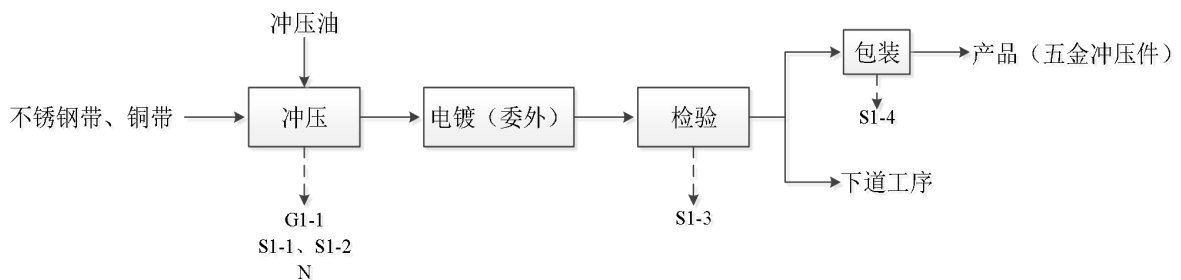 冲压油
包装
产品（五金冲压件）
不锈钢带、铜带
冲压
电镀（委外）
检验
S1-4
下道工序
G1-1
S1-1、S1-2
N
S1-3